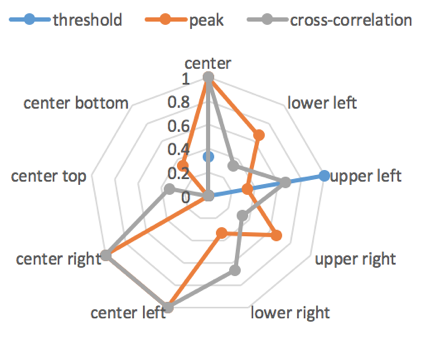 threshold peak cross-correlation
center
1
center bottom lower left
0.8
0.6
0.4
center top 0.2 upper left
0
center right upper right
center left lower right